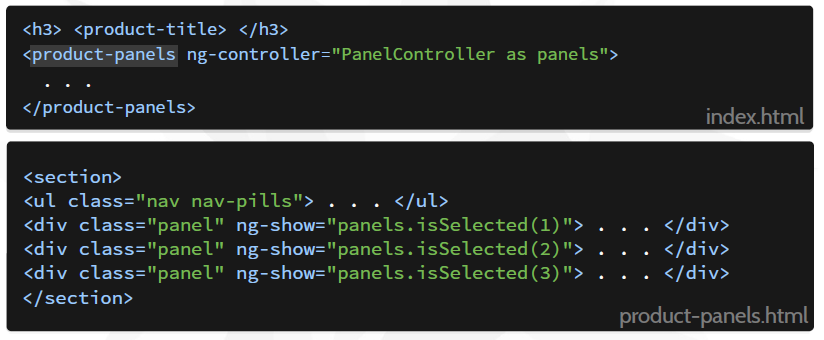 <h3> <product-title> </h3>
<product-panels ng-controller="PanelController as panels">
. . .
</product-panels>
index.html
<section>
<ul class="nav nav-pills"> . . . </ul>
<div class="panel" ng-show="panels.isSelected(1)"> . . . </div>
<div class="panel" ng-show="panels.isSelected(2)"> . . . </div>
<div class="panel" ng-show="panels.isSelected(3)"> . . . </div>
</section>
product-panels.html